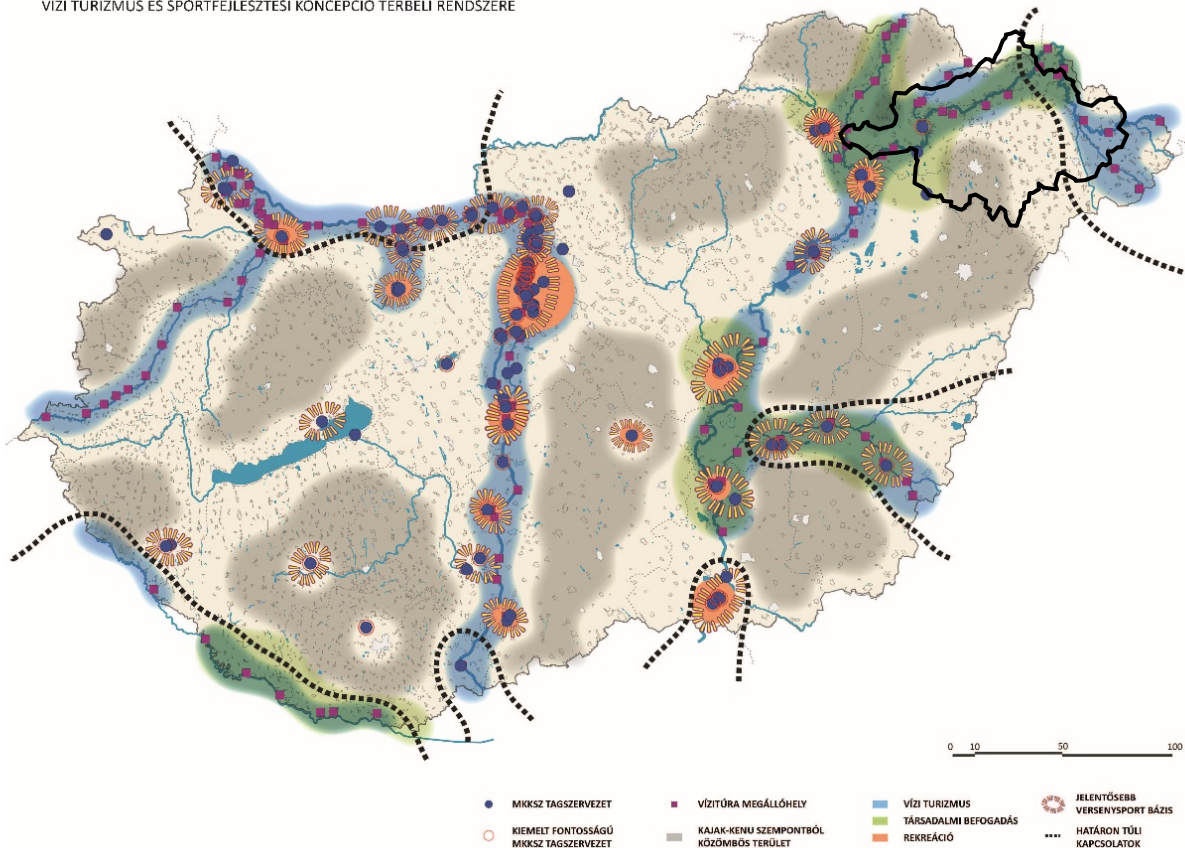 VÍZI TURIZMUS ÉS SPORTFEJLESZTÉSI KONCEPCIÓ TÉRBELI RENDSZERE
0 10 50 100
MKKSZ TAGSZERVEZET
KIEMELT FONTOSSÁGÚ
MKKSZ TAGSZERVEZET
VÍZITÚRA MEGÁLLÓHELY
KAJAK-KENU SZEMPONTBÓL
KÖZÖMBÖS TERÜLET
VÍZI TURIZMUS
TÁRSADALMI BEFOGADÁS
REKREÁCIÓ
JELENTŐSEBB
VERSENYSPORT BÁZIS
HATÁRON TÚLI
KAPCSOLATOK